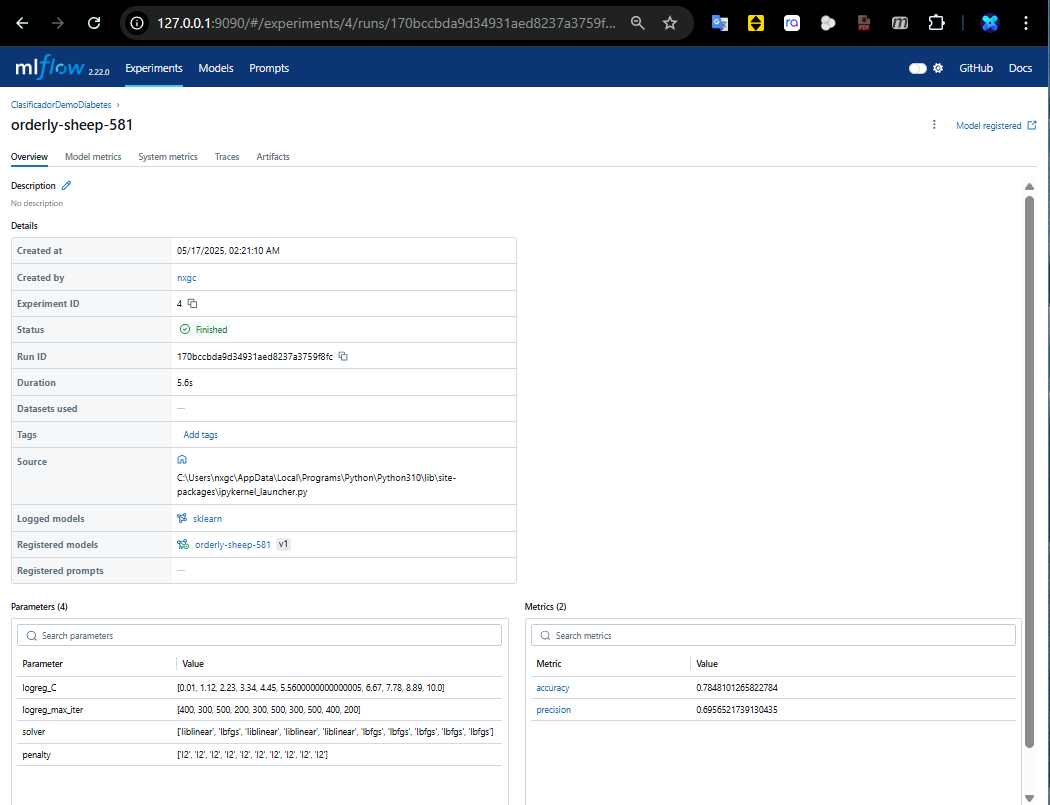 127.0.0.1:9090/#/experiments/4/runs/170bccbda9d34931aed8237a3759f...
mlflow 2.22.0 Experiments Models Prompts GitHub Docs
ClasificadorDemoDiabetes ›
orderly-sheep-581
Model registered
Overview Model metrics System metrics Traces Artifacts
Description
No description
Details
Created at 05/17/2025, 02:21:10 AM
Created by nxgc
Experiment ID 4
Status Finished
Run ID 170bccbda9d34931aed8237a3759f8fc
Duration 5.6s
Datasets used —
Tags Add tags
Source
C:\Users\nxgc\AppData\Local\Programs\Python\Python310\lib\site-
packages\ipykernel_launcher.py
Logged models sklearn
Registered models orderly-sheep-581 v1
Registered prompts —
Parameters (4)
Search parameters
Parameter Value
logreg_C [0.01, 1.12, 2.23, 3.34, 4.45, 5.5600000000000005, 6.67, 7.78, 8.89, 10.0]
logreg_max_iter [400, 300, 500, 200, 300, 500, 300, 500, 400, 200]
solver ['liblinear', 'lbfgs', 'liblinear', 'liblinear', 'liblinear', 'lbfgs', 'lbfgs', 'lbfgs', 'lbfgs', 'lbfgs']
penalty ['l2', 'l2', 'l2', 'l2', 'l2', 'l2', 'l2', 'l2', 'l2', 'l2']
Metrics (2)
Search metrics
Metric Value
accuracy 0.7848101265822784
precision 0.6956521739130435